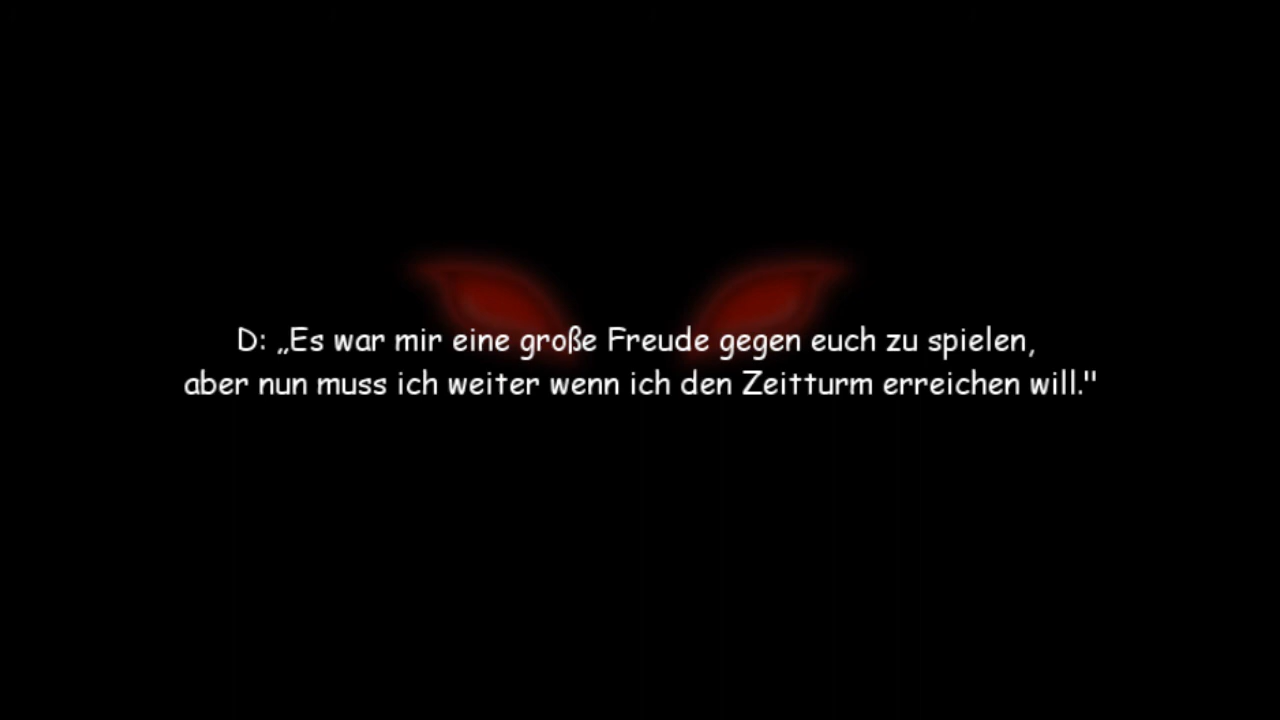 D: „Es war mir eine große Freude gegen euch zu spielen,
aber nun muss ich weiter wenn ich den Zeitturm erreichen will."